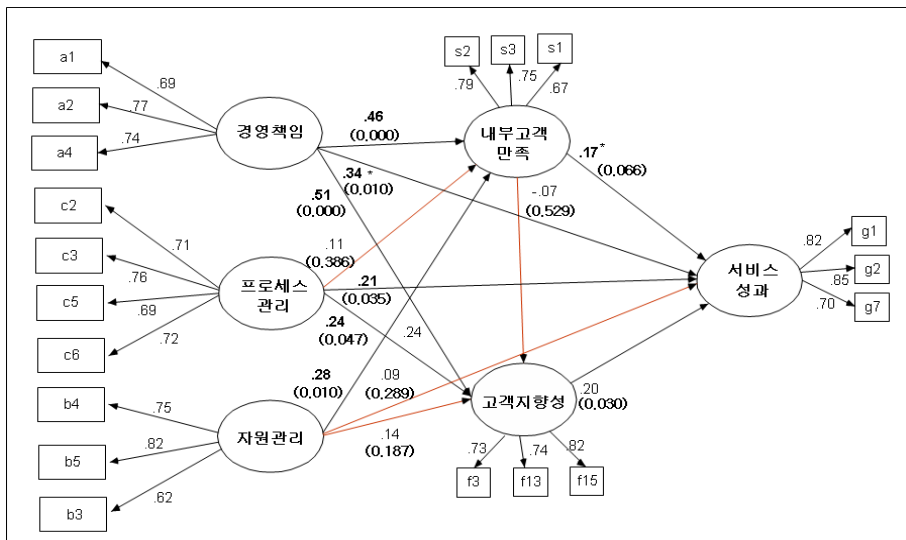 s2
s3
s1
a1
.79
.75
.67
.69
a2
.77
경영책임
.46
(0.000)
내부고객
만족
.17*
(0.066)
a4
.74
.34 *
(0.010)
-.07
(0.529)
.51
(0.000)
c2
.71
g1
.82
c3
.76
.11
(0.386)
프로세스
관리
.21
(0.035)
서비스
성과
.85
g2
c5
.69
.70
g7
.24
(0.047)
.24
c6
.72
.28
(0.010)
.09
(0.289)
고객지향성
.20
(0.030)
b4
.75
자원관리
.14
(0.187)
b5
.82
.73
.74
.82
b3
.62
f3
f13
f15